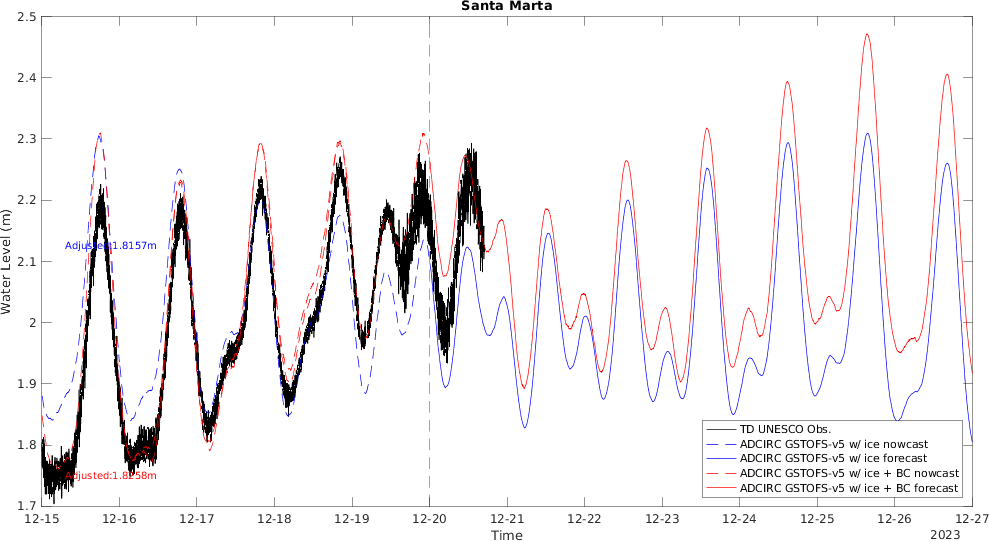 Santa Marta
Water Level (m)
2.5
2.4
2.3
2.2
2.1
2
1.9
1.8
1.7
Adjusted:1.8157m
Adjusted:1.8258m
TD UNESCO Obs.
ADCIRC GSTOFS-v5 w/ ice nowcast
ADCIRC GSTOFS-v5 w/ ice forecast
ADCIRC GSTOFS-v5 w/ ice + BC nowcast
ADCIRC GSTOFS-v5 w/ ice + BC forecast
12-15 12-16 12-17 12-18 12-19 12-20 12-21 12-22 12-23 12-24 12-25 12-26 12-27
Time
2023